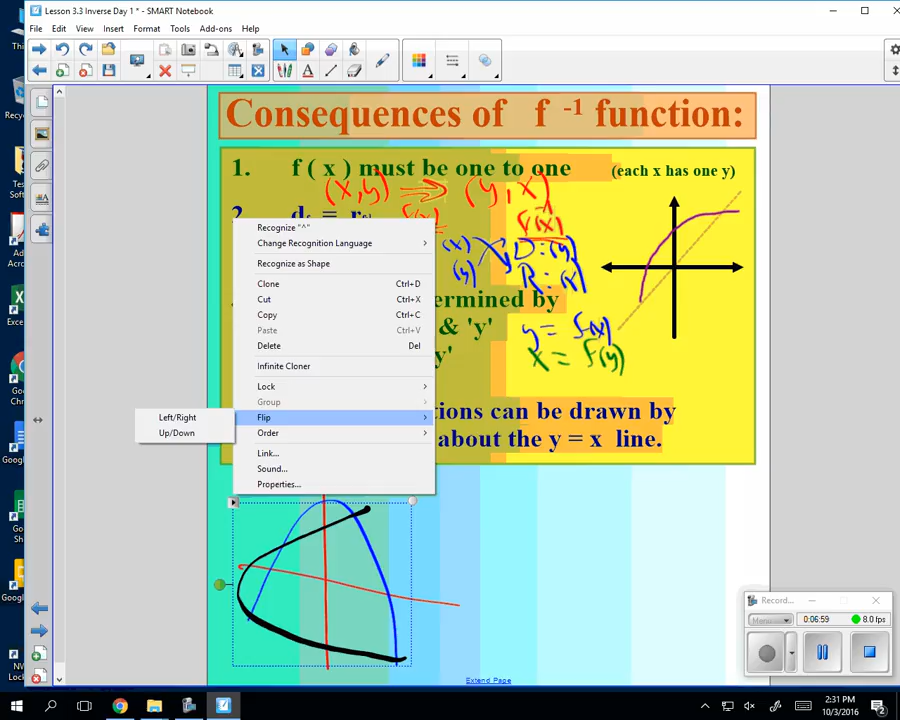 Lesson 3.3 Inverse Day 1 * - SMART Notebook
File Edit View Insert Format Tools Add-ons Help
Consequences of f -1 function:
1. f ( x ) must be one to one (each x has one y)
(x,y) ⇒ (y,x)
2.
f(x)
(x) D: (y)
(y) R: (x)
ermined by
& 'y'
y = f(x)
'y'
x = f(y)
tions can be drawn by
about the y = x line.
Recognize "^"
Change Recognition Language
Recognize as Shape
Clone Ctrl+D
Cut Ctrl+X
Copy Ctrl+C
Paste Ctrl+V
Delete Del
Infinite Cloner
Lock
Group
Flip
Order
Link...
Sound...
Properties...
Left/Right
Up/Down
Extend Page
Record...
Menu
0:06:59
8.0 fps
2:31 PM
10/3/2016
2